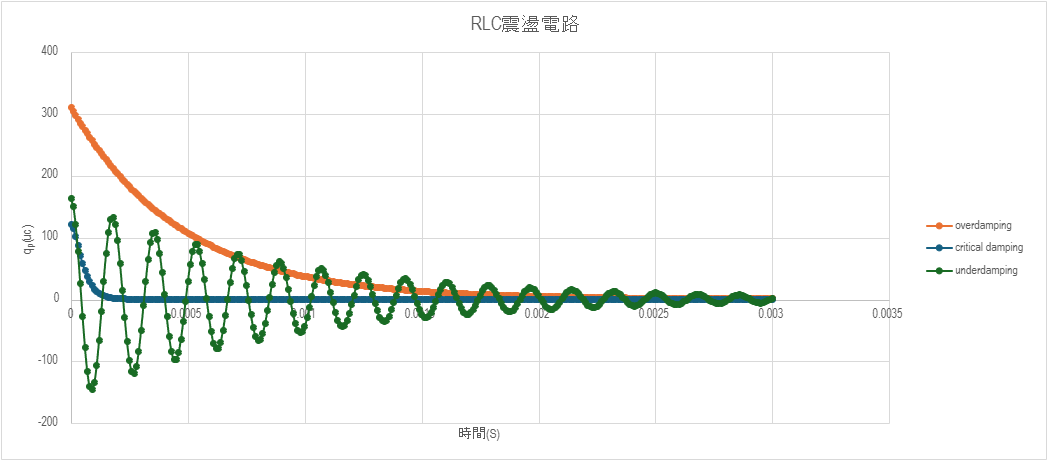 RLC震盪電路
400
300
200
100
0
-100
-200
q,(uc)
0
0.0005
0.001
0.0015
0.002
0.0025
0.003
0.0035
時間(S)
overdamping
critical damping
underdamping